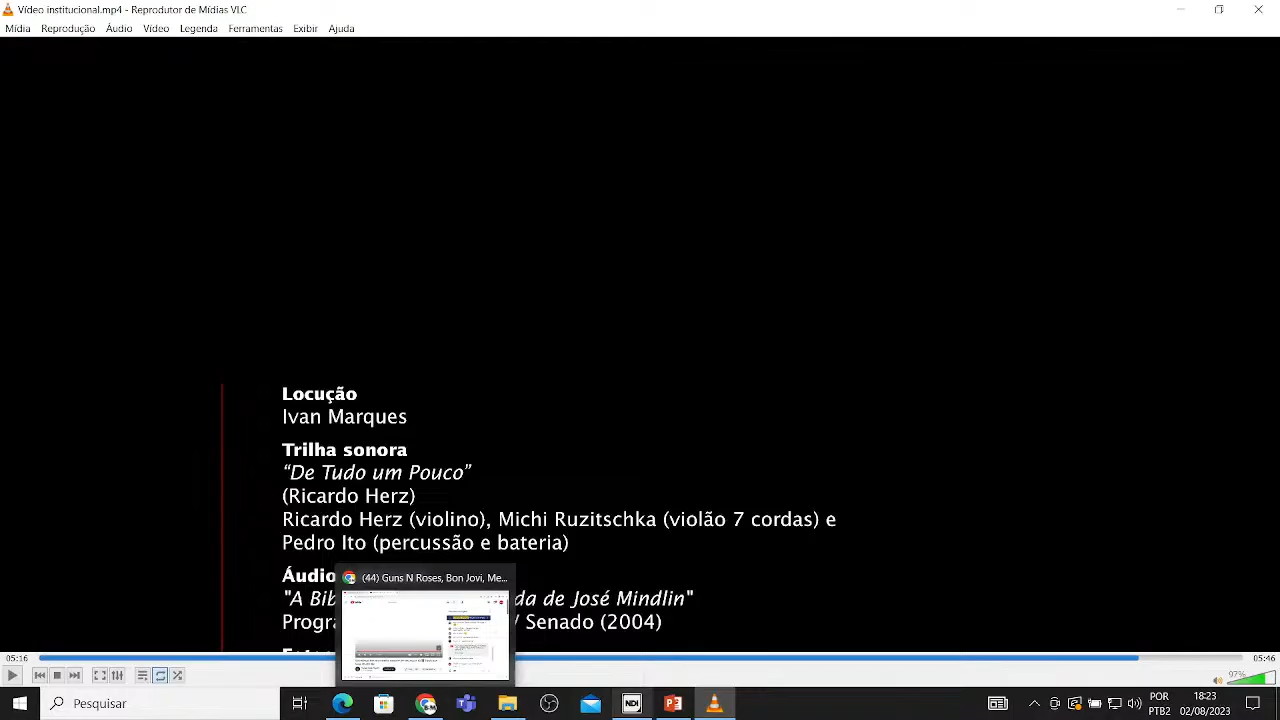 Vídeo institucional.mp4 - Reprodutor de Mídias VLC
Mídia Reprodução Áudio Vídeo Legenda Ferramentas Exibir Ajuda
Locução
Ivan Marques
Trilha sonora
“De Tudo um Pouco”
(Ricardo Herz)
Ricardo Herz (violino), Michi Ruzitschka (violão 7 cordas) e
Pedro Ito (percussão e bateria)
Áudio
(44) Guns N Roses, Bon Jovi, Me...
"A Bib
da de José Mindlin"
Progra
/ Senado (2004)
05:16
97%
Pesquisar
NDI
POR
PTB2
18:23
02/08/2023